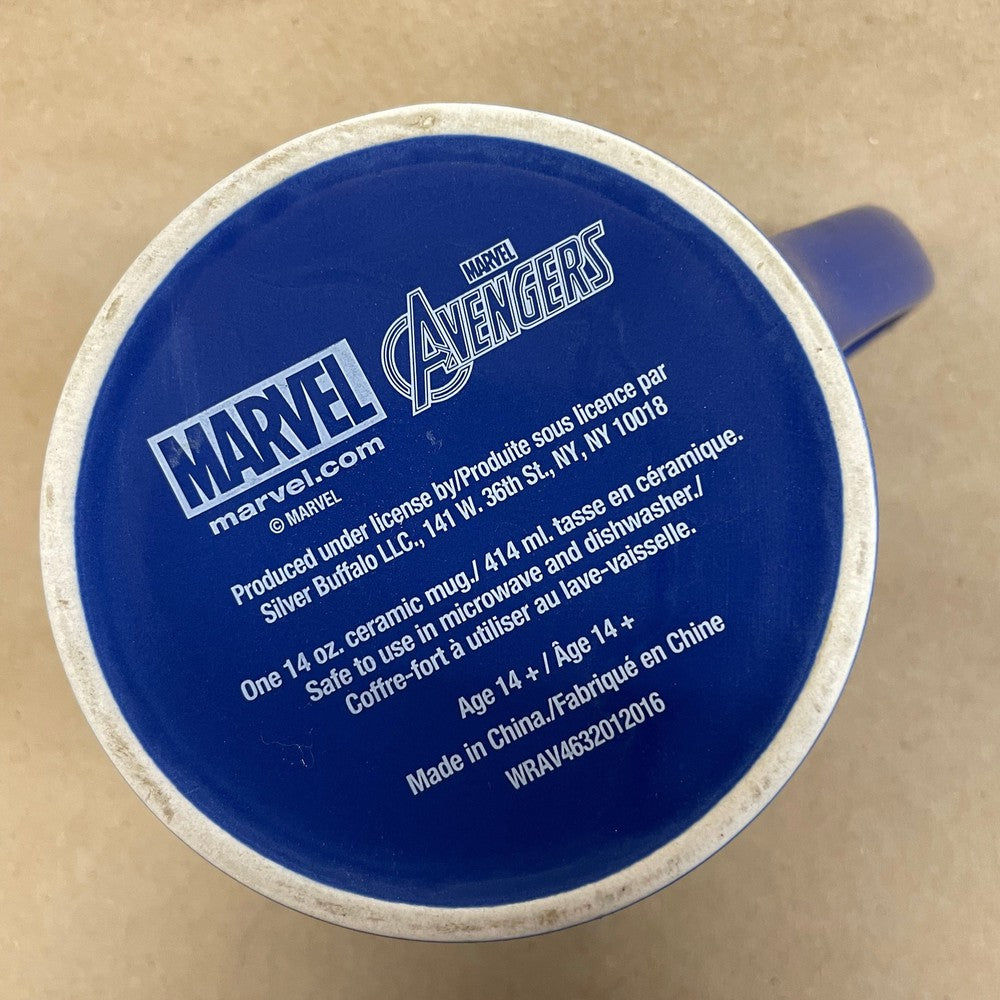 MARVEL
AVENGERS
MARVEL
marvel.com
© MARVEL
Produced under license by/Produite sous licence par
Silver Buffalo LLC., 141 W. 36th St., NY, NY 10018
One 14 oz. ceramic mug./ 414 ml. tasse en céramique.
Safe to use in microwave and dishwasher./
Coffre-fort à utiliser au lave-vaisselle.
Age 14 + / Âge 14 +
Made in China./Fabriqué en Chine
WRAV4632012016